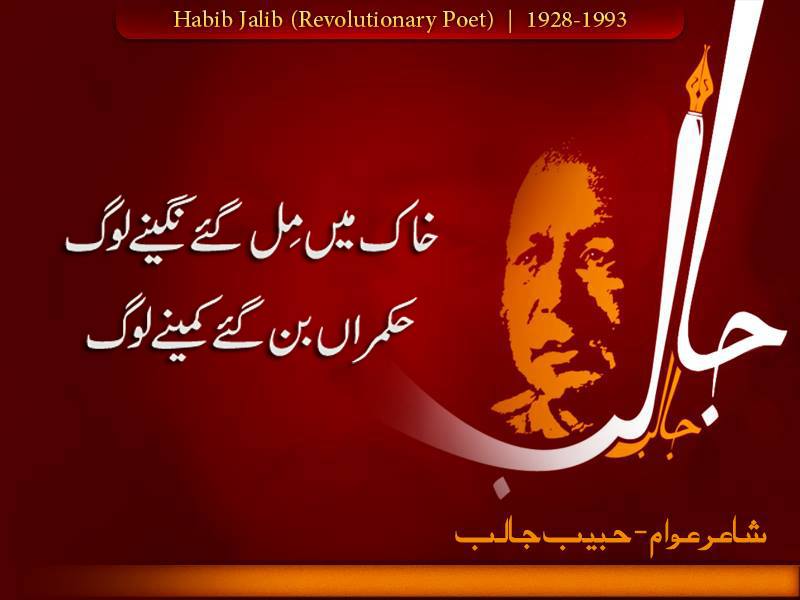 Habib Jalib (Revolutionary Poet) | 1928-1993
خاک میں مِل گئے نگینے لوگ
حکمراں بن گئے کمینے لوگ
جالب
جالب
شاعر عوام - حبیب جالب